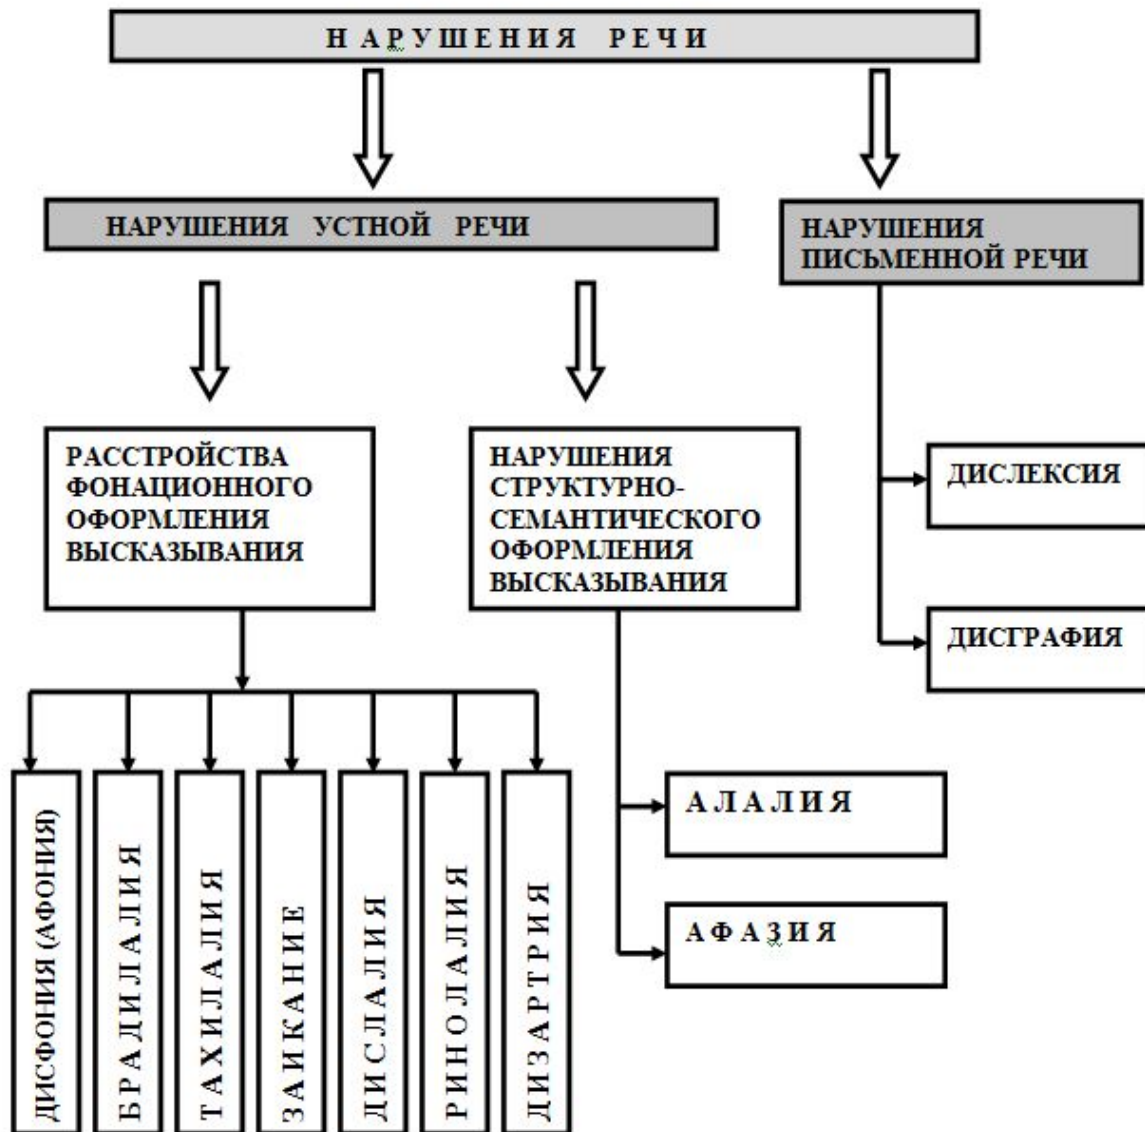 НАРУШЕНИЯ РЕЧИ
НАРУШЕНИЯ УСТНОЙ РЕЧИ
НАРУШЕНИЯ
ПИСЬМЕННОЙ РЕЧИ
РАССТРОЙСТВА
ФОНАЦИОННОГО
ОФОРМЛЕНИЯ
ВЫСКАЗЫВАНИЯ
НАРУШЕНИЯ
СТРУКТУРНО-
СЕМАНТИЧЕСКОГО
ОФОРМЛЕНИЯ
ВЫСКАЗЫВАНИЯ
ДИСЛЕКСИЯ
ДИСГРАФИЯ
ДИСФОНИЯ (АФОНИЯ)
БРАДИЛАЛИЯ
ТАХИЛАЛИЯ
ЗАИКАНИЕ
ДИСЛАЛИЯ
РИНОЛАЛИЯ
ДИЗАРТРИЯ
АЛАЛИЯ
АФАЗИЯ